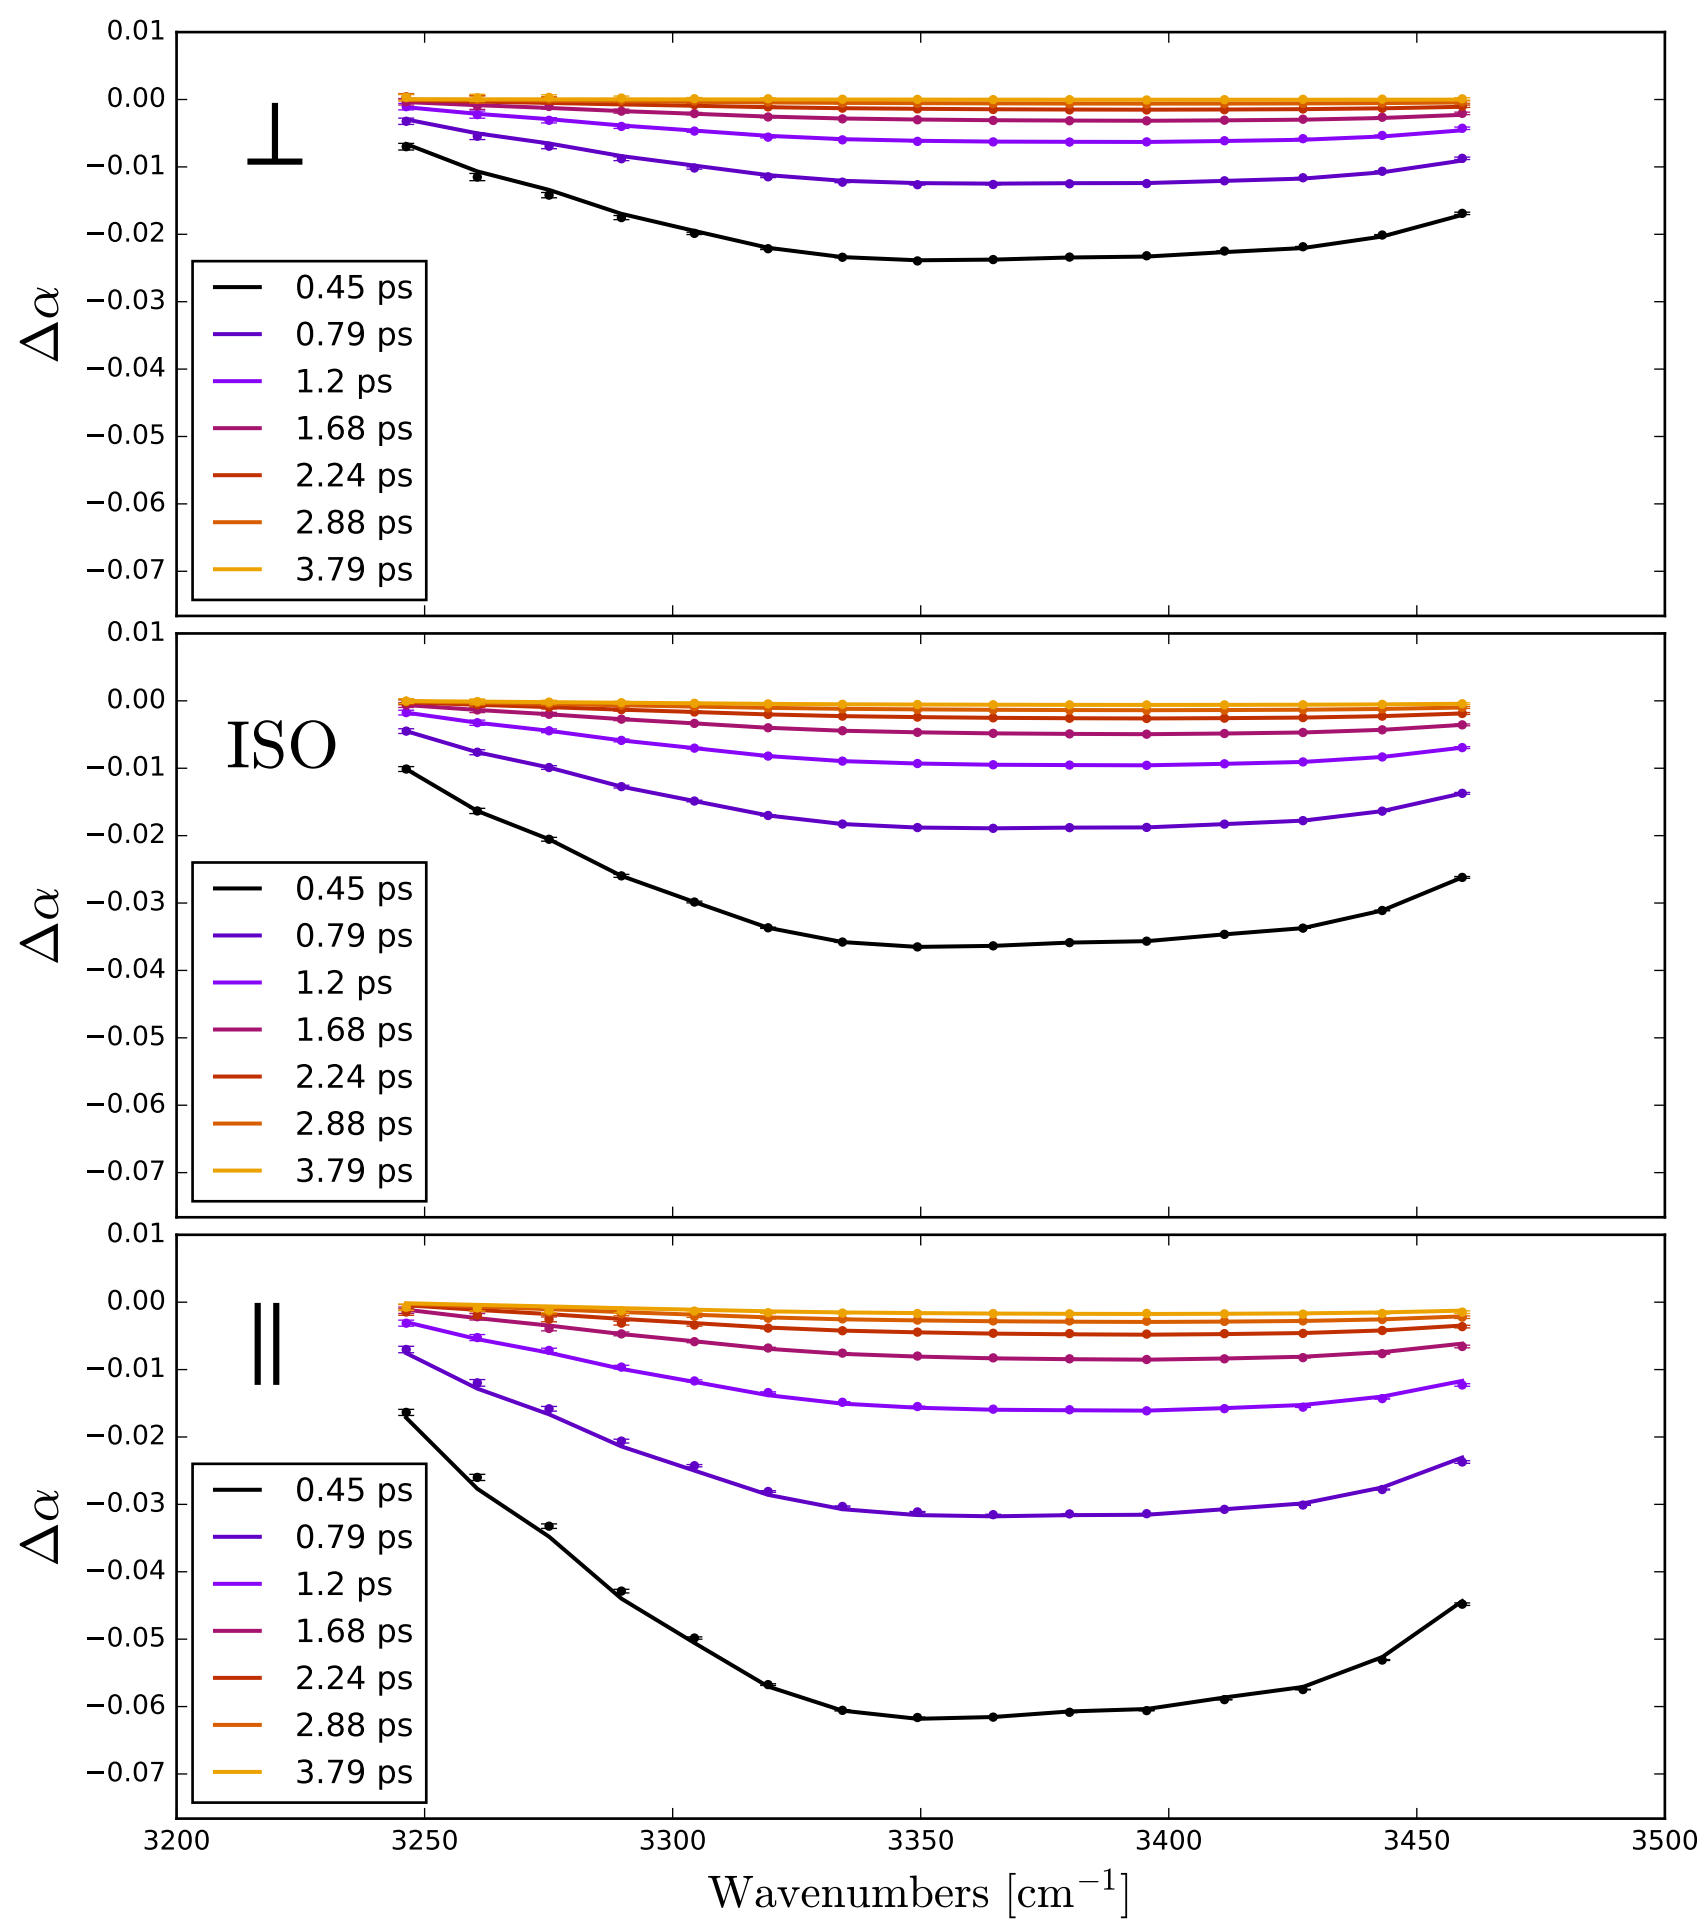 0.01
0.00
−0.01
−0.02
−0.03
−0.04
−0.05
−0.06
−0.07
Δα
⊥
0.45 ps
0.79 ps
1.2 ps
1.68 ps
2.24 ps
2.88 ps
3.79 ps
0.01
0.00
−0.01
−0.02
−0.03
−0.04
−0.05
−0.06
−0.07
Δα
ISO
0.45 ps
0.79 ps
1.2 ps
1.68 ps
2.24 ps
2.88 ps
3.79 ps
0.01
0.00
−0.01
−0.02
−0.03
−0.04
−0.05
−0.06
−0.07
Δα
||
0.45 ps
0.79 ps
1.2 ps
1.68 ps
2.24 ps
2.88 ps
3.79 ps
3200 3250 3300 3350 3400 3450 3500
Wavenumbers [cm⁻¹]